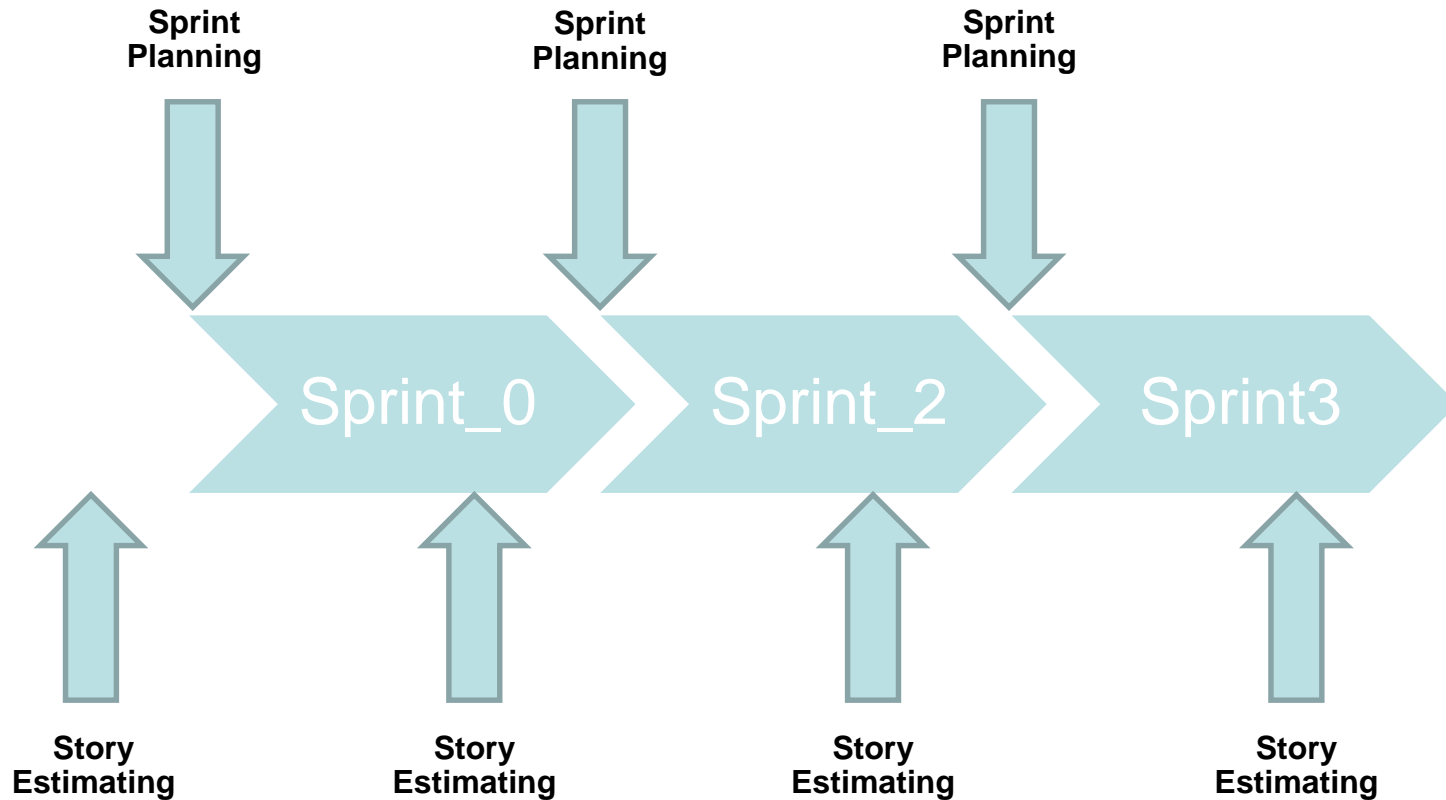 Sprint
Planning
Sprint
Planning
Sprint
Planning
Sprint_0
Sprint_2
Sprint3
Story
Estimating
Story
Estimating
Story
Estimating
Story
Estimating